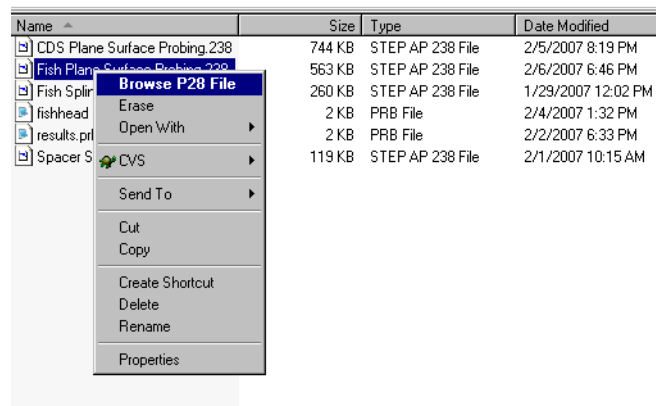 Name Size Type Date Modified
CDS Plane Surface Probing.238 744 KB STEP AP 238 File 2/5/2007 8:19 PM
Fish Plane Surface Probing.238 563 KB STEP AP 238 File 2/6/2007 6:46 PM
Fish Splin 260 KB STEP AP 238 File 1/29/2007 12:02 PM
fishhead 2 KB PRB File 2/4/2007 1:32 PM
results.prl 2 KB PRB File 2/2/2007 6:33 PM
Spacer S 119 KB STEP AP 238 File 2/1/2007 10:15 AM
Browse P28 File
Erase
Open With
CVS
Send To
Cut
Copy
Create Shortcut
Delete
Rename
Properties